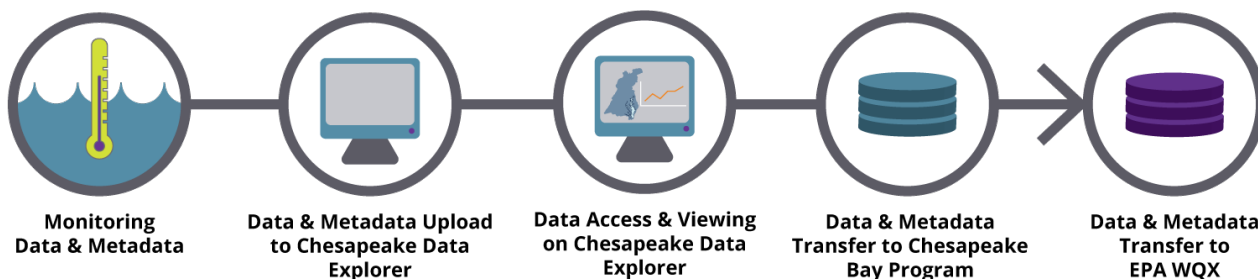 Monitoring
Data & Metadata
Data & Metadata Upload
to Chesapeake Data
Explorer
Data Access & Viewing
on Chesapeake Data
Explorer
Data & Metadata
Transfer to Chesapeake
Bay Program
Data & Metadata
Transfer to
EPA WQX